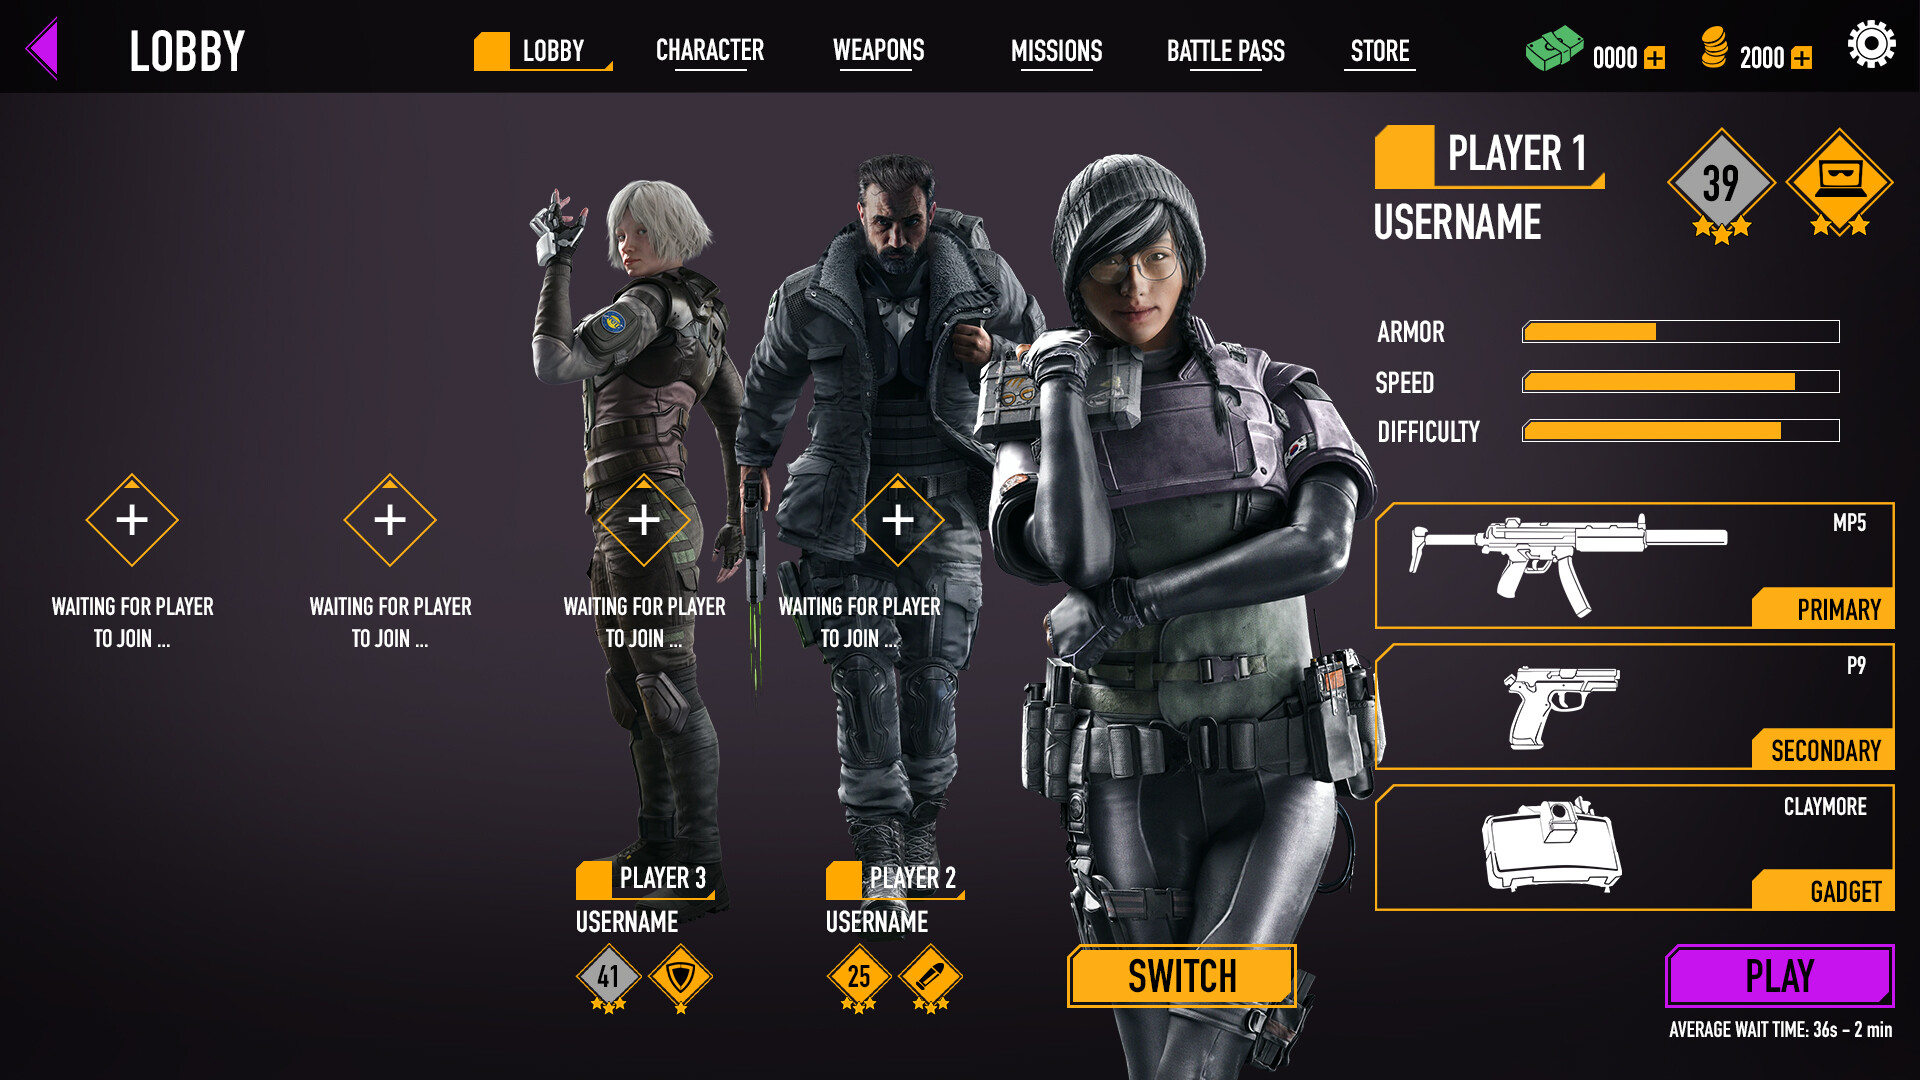 LOBBY
LOBBY
CHARACTER
WEAPONS
MISSIONS
BATTLE PASS
STORE
0000
2000
PLAYER 1
USERNAME
39
ARMOR
SPEED
DIFFICULTY
WAITING FOR PLAYER
TO JOIN ...
WAITING FOR PLAYER
TO JOIN ...
WAITING FOR PLAYER
TO JOIN ...
WAITING FOR PLAYER
TO JOIN ...
MP5
PRIMARY
P9
SECONDARY
CLAYMORE
GADGET
PLAYER 3
USERNAME
41
PLAYER 2
USERNAME
25
SWITCH
PLAY
AVERAGE WAIT TIME: 36s - 2 min